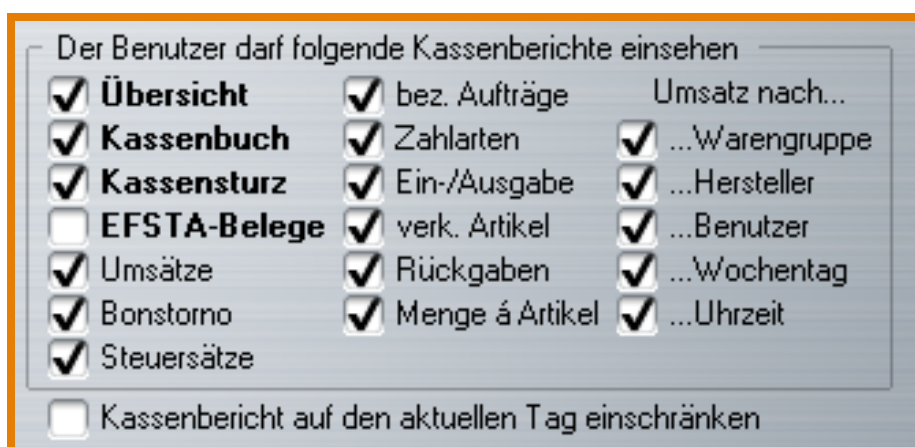 Der Benutzer darf folgende Kassenberichte einsehen
Übersicht
Kassenbuch
Kassensturz
EFSTA-Belege
Umsätze
Bonstorno
Steuersätze
bez. Aufträge
Zahlarten
Ein-/Ausgabe
verk. Artikel
Rückgaben
Menge á Artikel
Umsatz nach...
...Warengruppe
...Hersteller
...Benutzer
...Wochentag
...Uhrzeit
Kassenbericht auf den aktuellen Tag einschränken